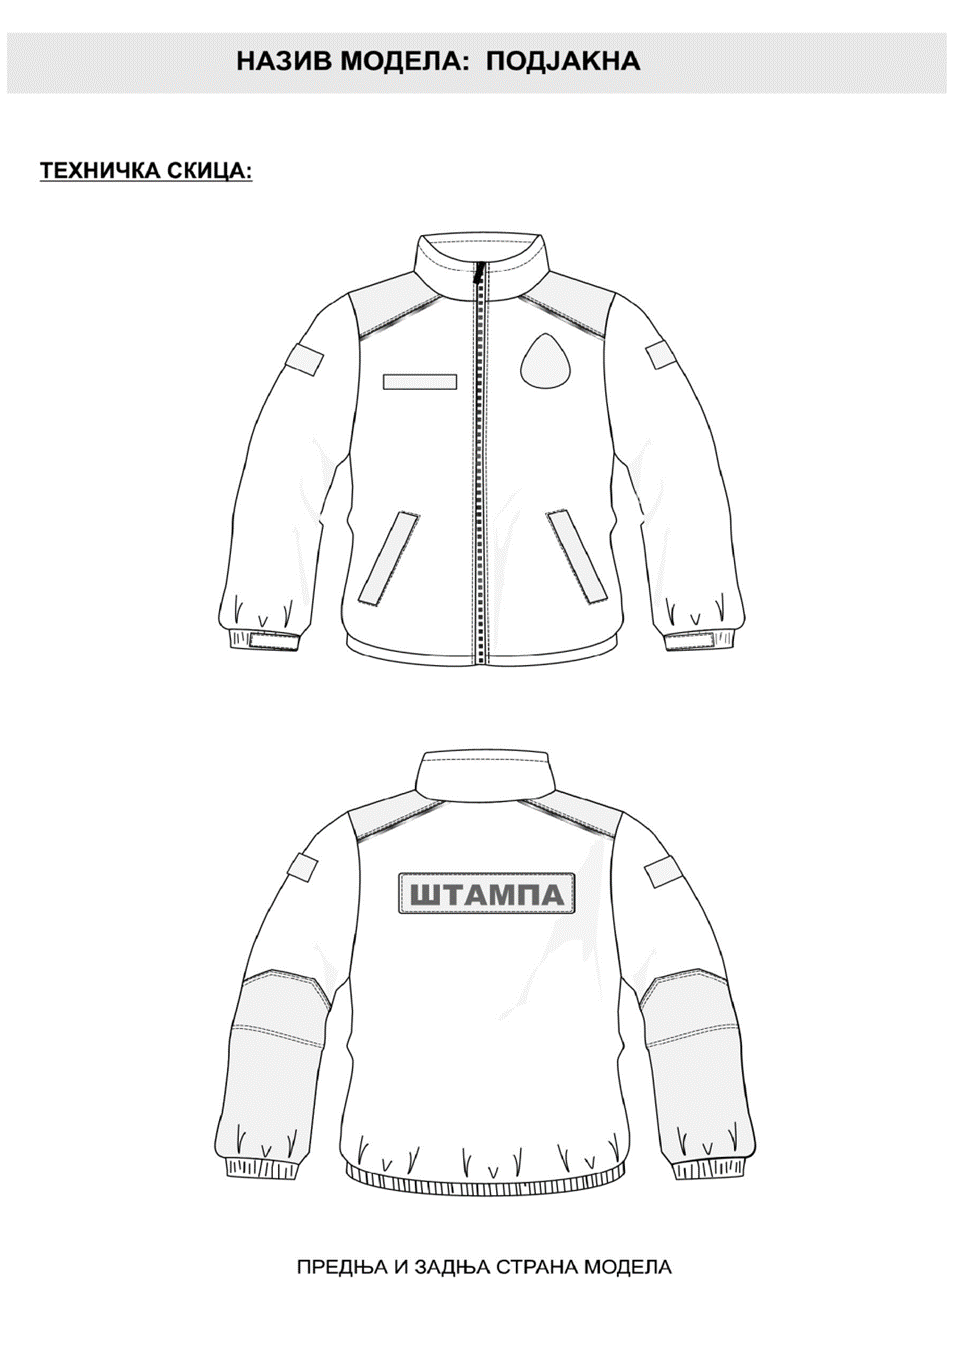 НАЗИВ МОДЕЛА: ПОДЈАКНА
ТЕХНИЧКА СКИЦА:
ШТАМПА
ПРЕДЊА И ЗАДЊА СТРАНА МОДЕЛА